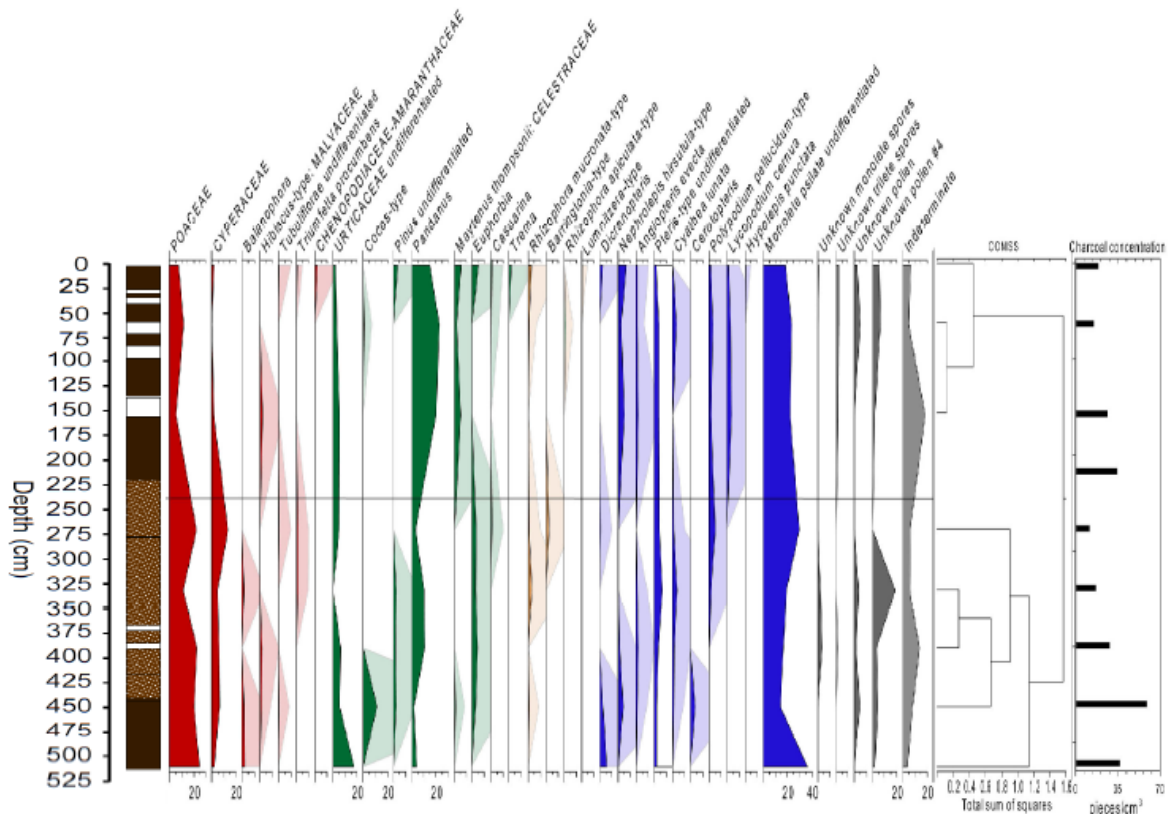 POACEAE
CYPERACEAE
Balanophora
Hibiscus-type: MALVACEAE
Tubuliflorae undifferentiated
Triumfetta procumbens
CHENOPODIACEAE-AMARANTHACEAE
URTICACEAE undifferentiated
Cocos-type
Pinus undifferentiated
Pandanus
Maytenus thompsonii: CELESTRACEAE
Euphorbia
Casuarina
Trema
Rhizophora mucronata-type
Barringtonia-type
Rhizophora apiculata-type
Lumnitzera-type
Dicranopteris
Nephrolepis hirsutula-type
Angiopteris evecta
Pteris-type undifferentiated
Cyathea lunata
Ceratopteris
Polypodium pellucidum-type
Lycopodium cernua
Hypolepis punctata
Monolete psilate undifferentiated
Unknown monolete spores
Unknown trilete spores
Unknown pollen
Unknown pollen #4
Indeterminate
CONISS
Charcoal concentration
Depth (cm)
0
25
50
75
100
125
150
175
200
225
250
275
300
325
350
375
400
425
450
475
500
525
20 20 20 20 20 20 40 20 20
0.2 0.4 0.6 0.8 1.0 1.2 1.4 1.6
Total sum of squares
0 35 70
pieces/cm³